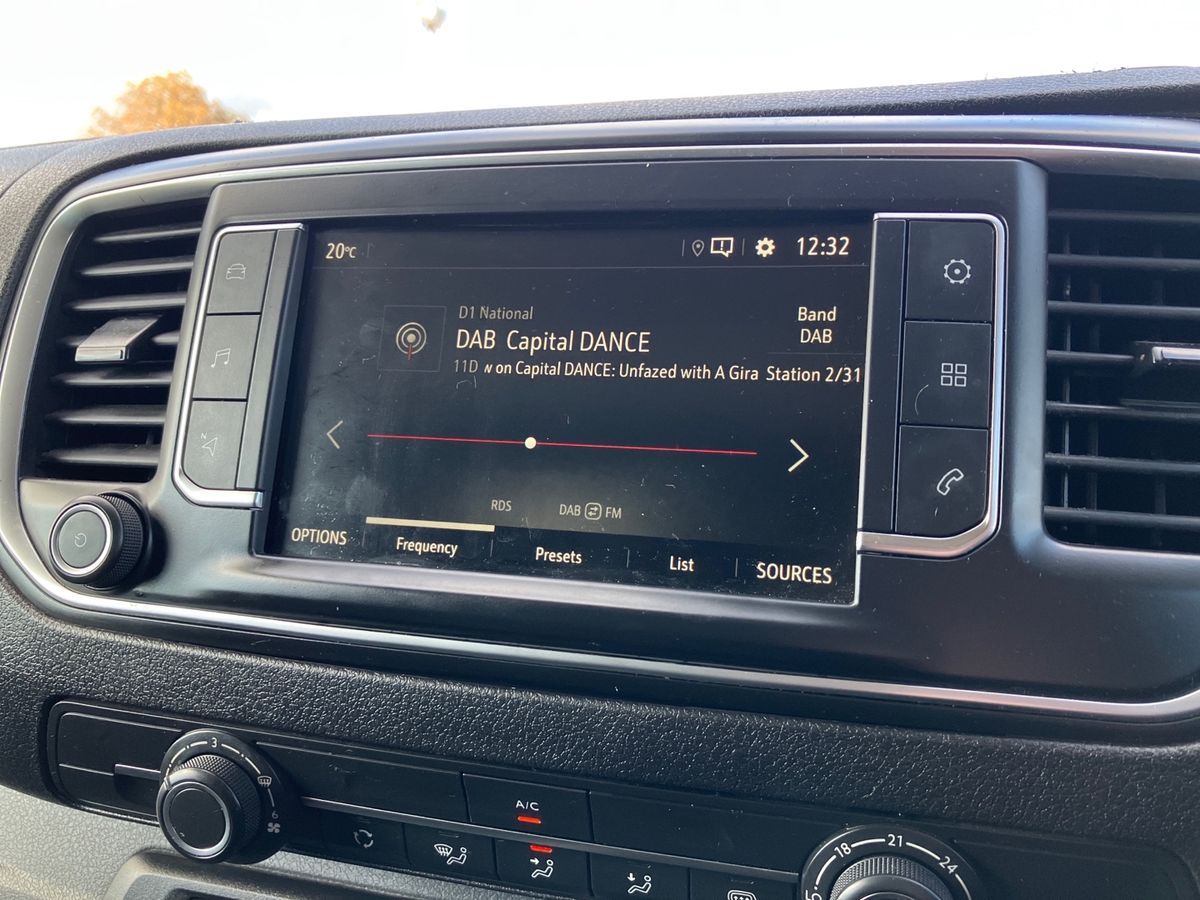 20°C
12:32
D1 National
DAB Capital DANCE
Band
DAB
11D w on Capital DANCE: Unfazed with A Gira Station 2/31
RDS
DAB FM
OPTIONS
Frequency
Presets
List
SOURCES
N
3
6
A/C
18
21
24